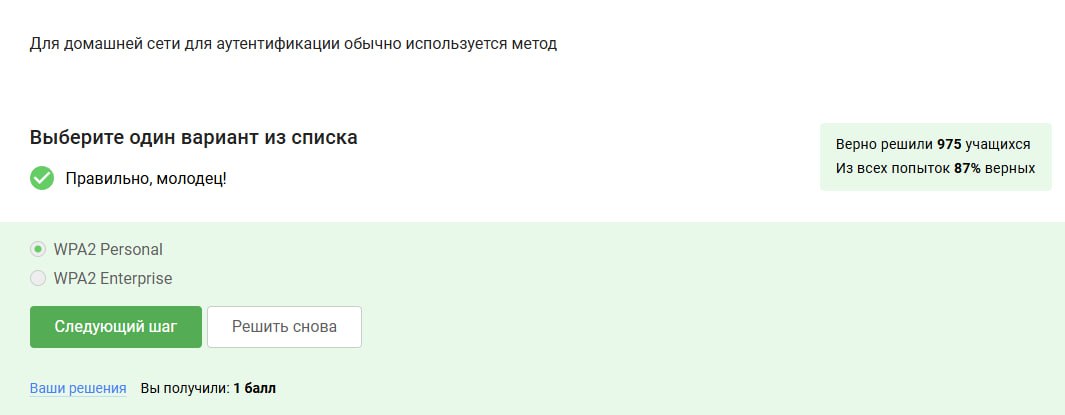 Для домашней сети для аутентификации обычно используется метод
Выберите один вариант из списка
Правильно, молодец!
Верно решили 975 учащихся
Из всех попыток 87% верных
WPA2 Personal
WPA2 Enterprise
Следующий шаг
Решить снова
Ваши решения Вы получили: 1 балл